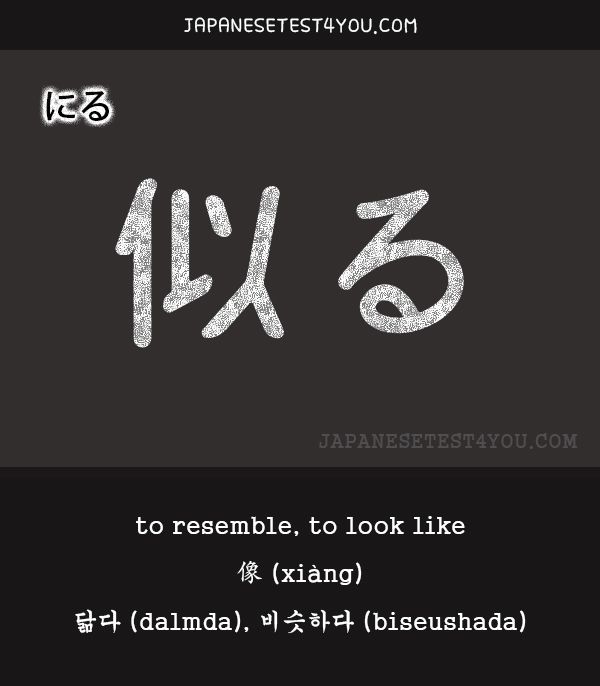 JAPANESETEST4YOU.COM
にる
似る
JAPANESETEST4YOU.COM
to resemble, to look like
像 (xiàng)
닮다 (dalmda), 비슷하다 (biseushada)